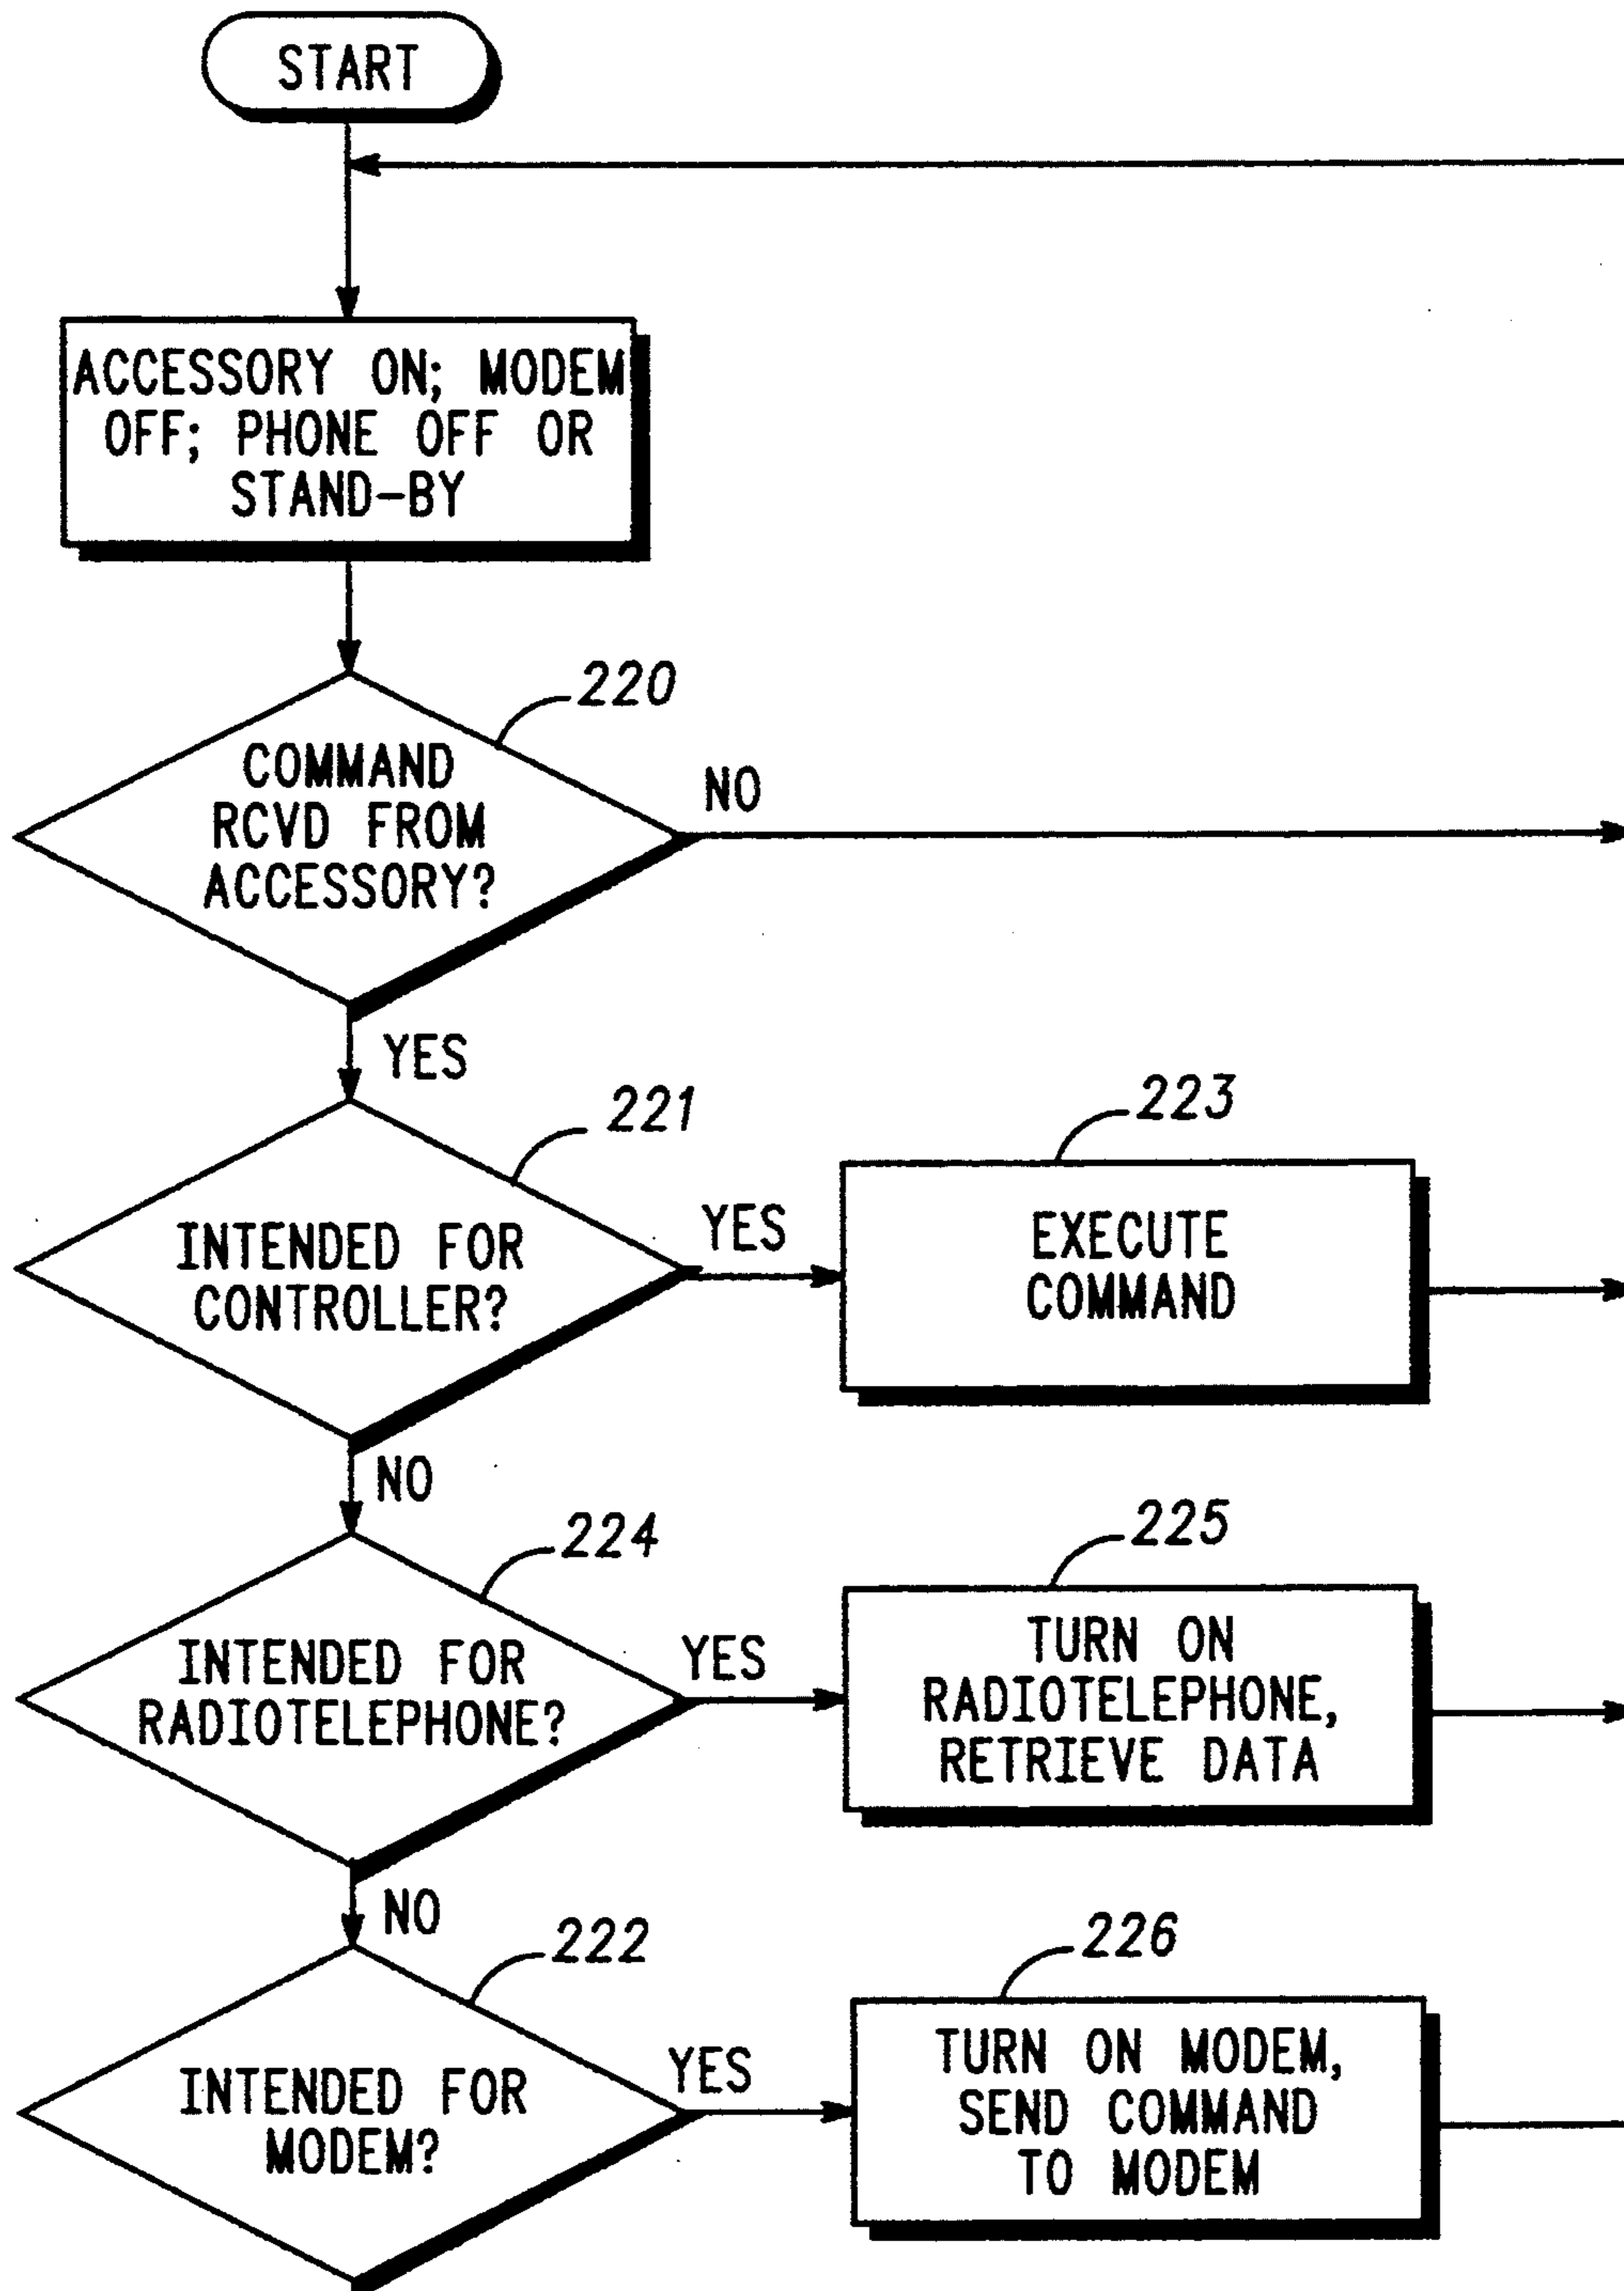 START
ACCESSORY ON; MODEM
OFF; PHONE OFF OR
STAND-BY
220
COMMAND
RCVD FROM
ACCESSORY?
NO
YES
221
INTENDED FOR
CONTROLLER?
YES
223
EXECUTE
COMMAND
NO
224
INTENDED FOR
RADIOTELEPHONE?
YES
225
TURN ON
RADIOTELEPHONE,
RETRIEVE DATA
NO
222
INTENDED FOR
MODEM?
YES
226
TURN ON MODEM,
SEND COMMAND
TO MODEM